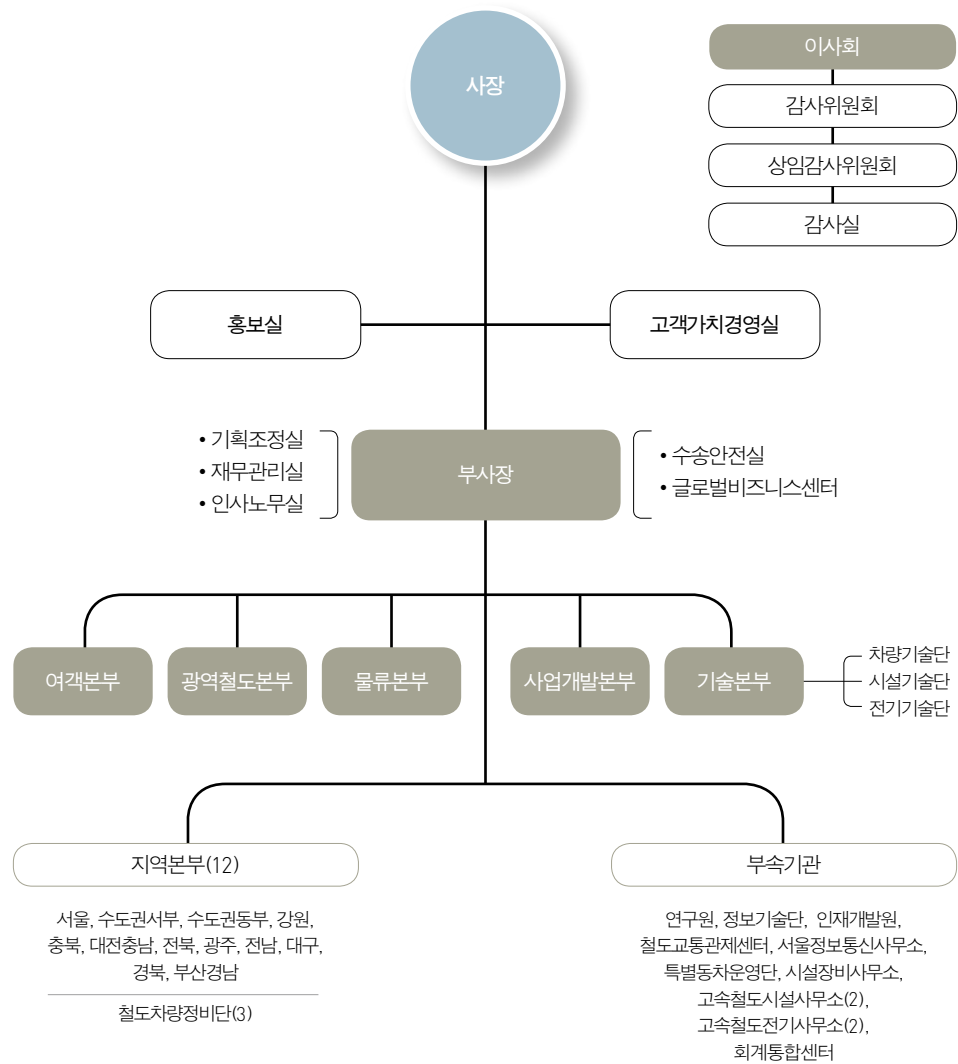 사장
이사회
감사위원회
상임감사위원회
감사실
홍보실
고객가치경영실
• 기획조정실
• 재무관리실
• 인사노무실
부사장
• 수송안전실
• 글로벌비즈니스센터
여객본부
광역철도본부
물류본부
사업개발본부
기술본부
차량기술단
시설기술단
전기기술단
지역본부(12)
서울, 수도권서부, 수도권동부, 강원,
충북, 대전충남, 전북, 광주, 전남, 대구,
경북, 부산경남
철도차량정비단(3)
부속기관
연구원, 정보기술단, 인재개발원,
철도교통관제센터, 서울정보통신사무소,
특별동차운영단, 시설장비사무소,
고속철도시설사무소(2),
고속철도전기사무소(2),
회계통합센터